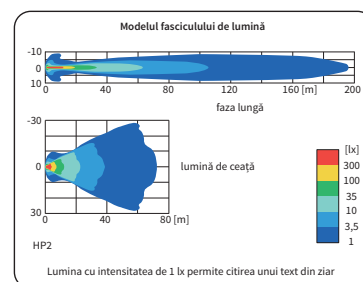 Modelul fasciculului de lumină
-10
0
10
0 40 80 120 160 [m] 200
faza lungă
-30
0
30
0 40 80 [m]
lumină de ceață
[lx]
300
100
35
10
3,5
1
HP2
Lumina cu intensitatea de 1 lx permite citirea unui text din ziar